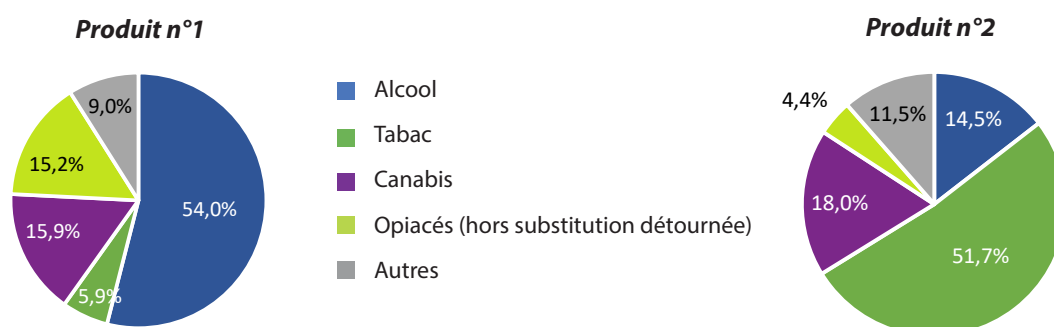 Produit n°1
9,0%
15,2%
15,9%
5,9%
54,0%
Alcool
Tabac
Canabis
Opiacés (hors substitution détournée)
Autres
Produit n°2
4,4%
11,5%
14,5%
18,0%
51,7%